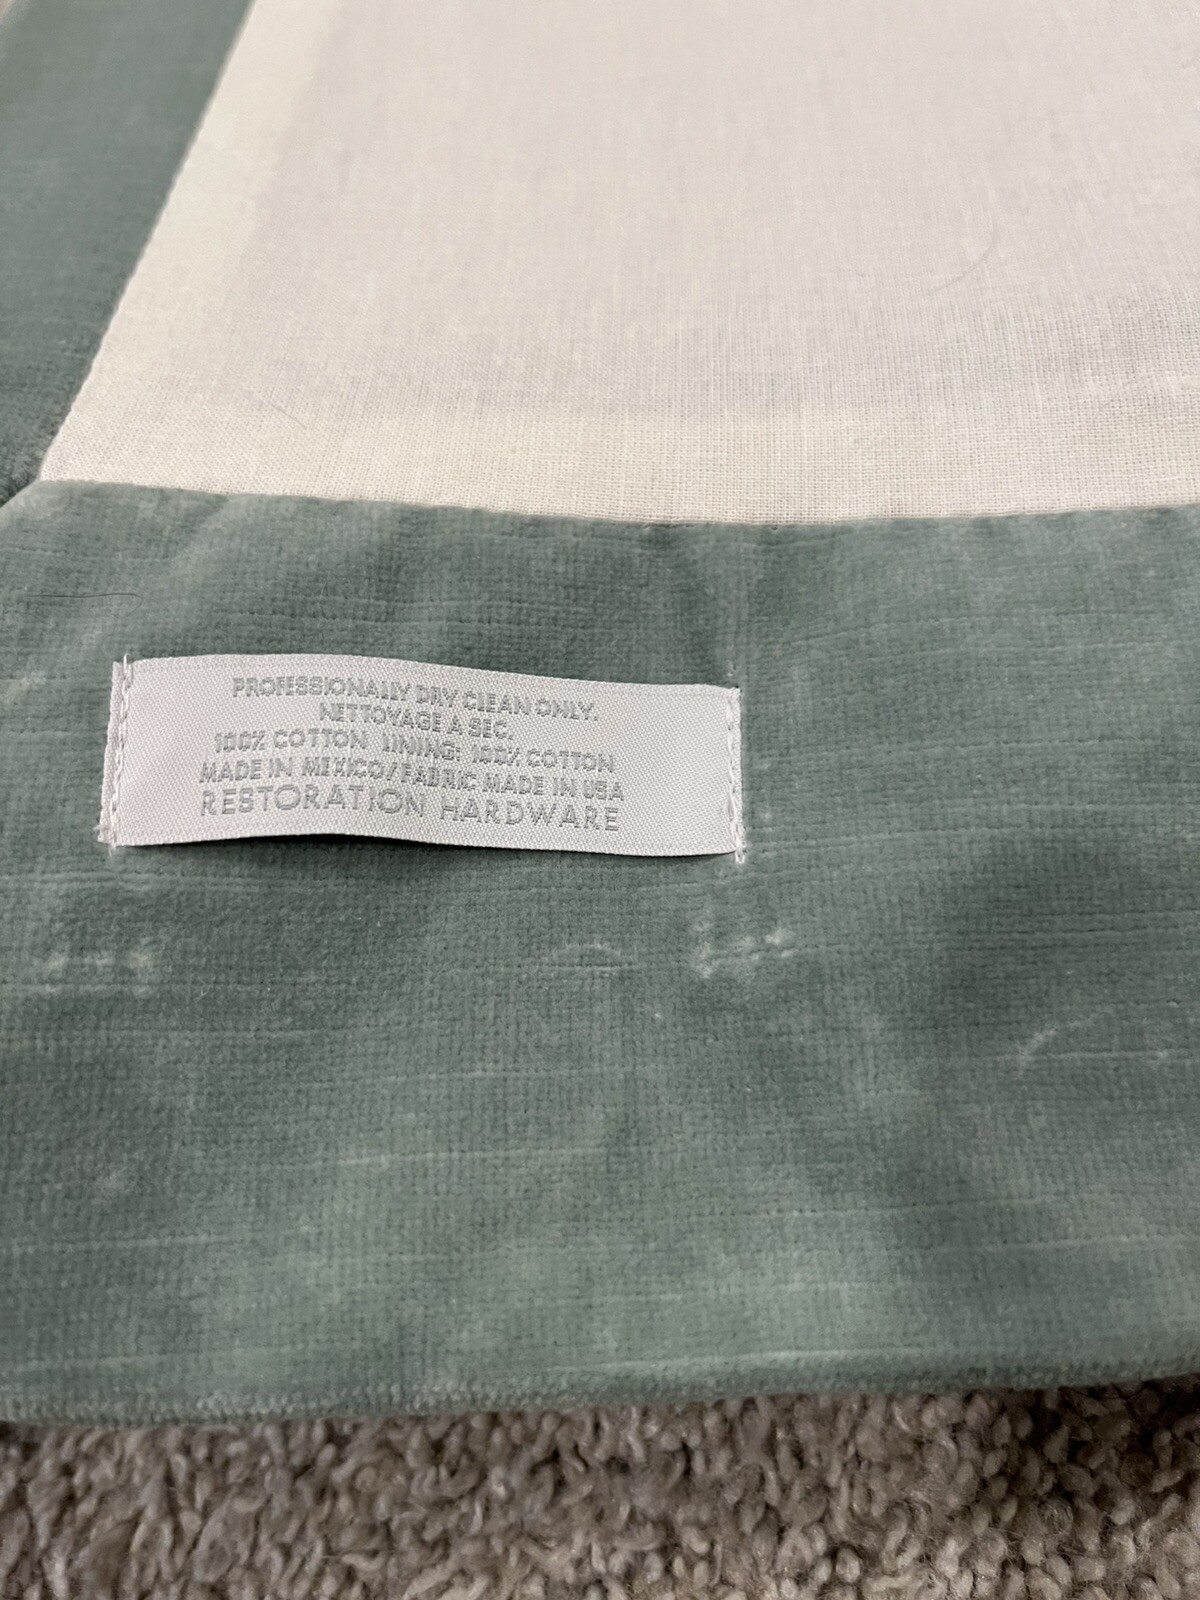 PROFESSIONALLY DRY CLEAN ONLY.
NETTOYAGE A SEC.
100% COTTON LINING: 100% COTTON
MADE IN MEXICO/FABRIC MADE IN USA
RESTORATION HARDWARE